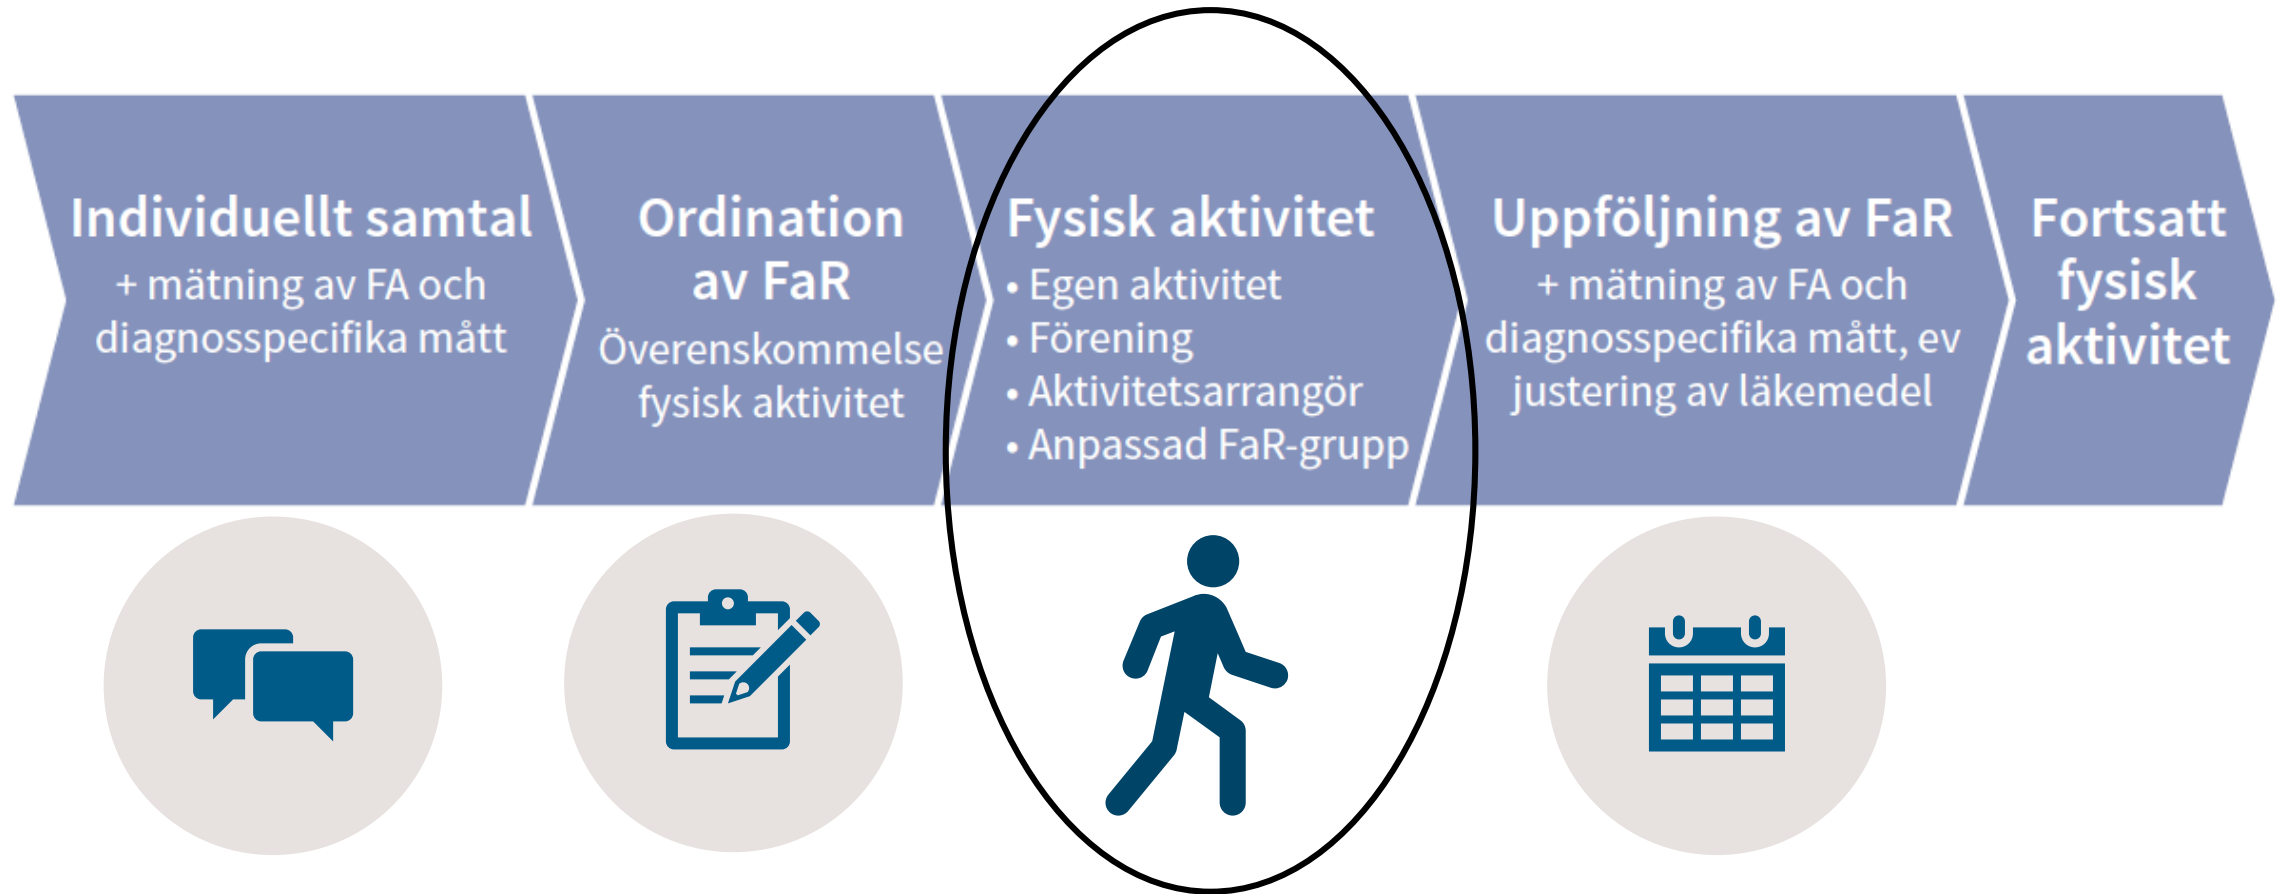 Individuellt samtal
+ mätning av FA och
diagnosspecifika mått
Ordination
av FaR
Överenskommelse
fysisk aktivitet
Fysisk aktivitet
• Egen aktivitet
• Förening
• Aktivitetsarrangör
• Anpassad FaR-grupp
Uppföljning av FaR
+ mätning av FA och
diagnosspecifika mått, ev
justering av läkemedel
Fortsatt
fysisk
aktivitet